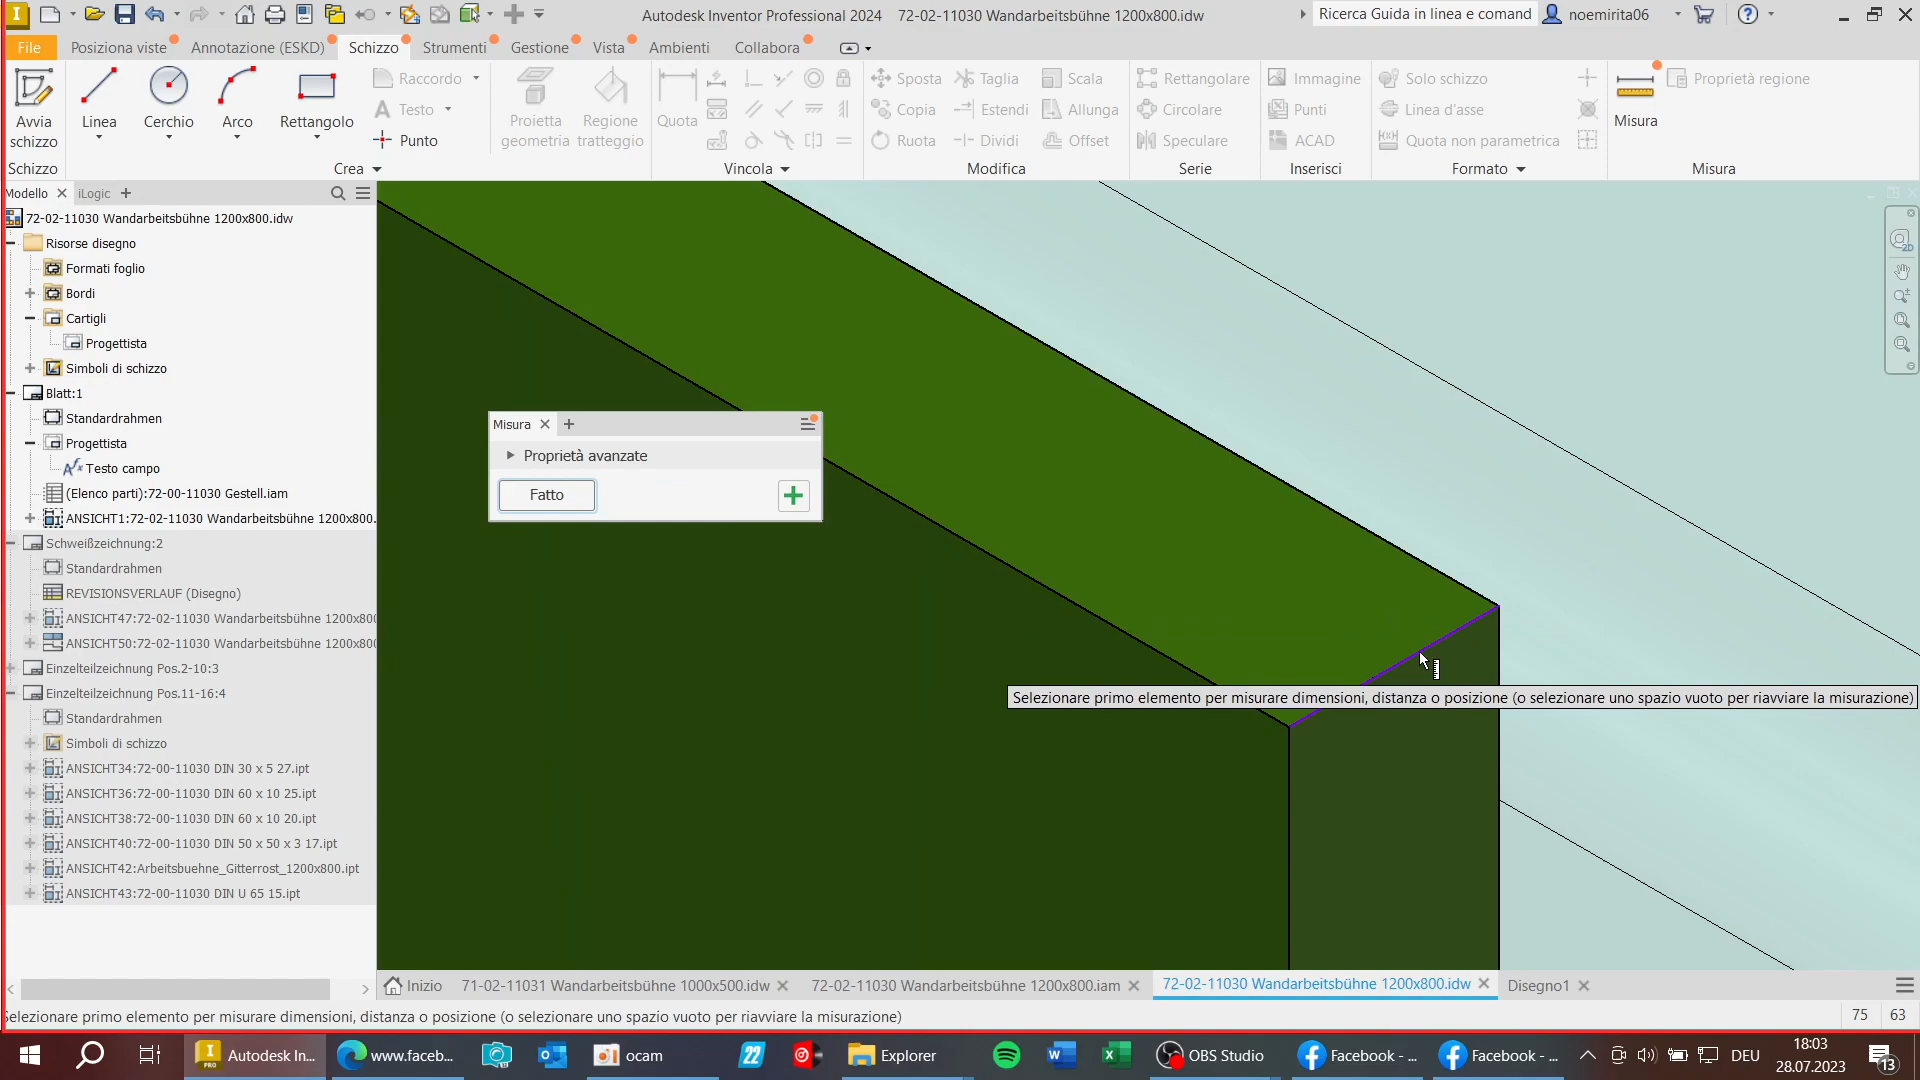 Autodesk Inventor Professional 2024
72-02-11030 Wandarbeitsbühne 1200x800.idw
Ricerca Guida in linea e comand
noemirita06
File
Posiziona viste
Annotazione (ESKD)
Schizzo
Strumenti
Gestione
Vista
Ambienti
Collabora
Avvia schizzo
Linea
Cerchio
Arco
Rettangolo
Raccordo
Testo
Punto
Proietta geometria
Regione tratteggio
Quota
Sposta
Copia
Ruota
Taglia
Estendi
Dividi
Scala
Allunga
Offset
Rettangolare
Circolare
Speculare
Immagine
Punti
ACAD
Solo schizzo
Linea d'asse
Quota non parametrica
Misura
Proprietà regione
Schizzo
Crea
Vincola
Modifica
Serie
Inserisci
Formato
Misura
Modello
iLogic
72-02-11030 Wandarbeitsbühne 1200x800.idw
Risorse disegno
Formati foglio
Bordi
Cartigli
Progettista
Simboli di schizzo
Blatt:1
Standardrahmen
Progettista
Testo campo
(Elenco parti):72-00-11030 Gestell.iam
ANSICHT1:72-02-11030 Wandarbeitsbühne 1200x800.
Schweißzeichnung:2
Standardrahmen
REVISIONSVERLAUF (Disegno)
ANSICHT47:72-02-11030 Wandarbeitsbühne 1200x800
ANSICHT50:72-02-11030 Wandarbeitsbühne 1200x800
Einzelteilzeichnung Pos.2-10:3
Einzelteilzeichnung Pos.11-16:4
Standardrahmen
Simboli di schizzo
ANSICHT34:72-00-11030 DIN 30 x 5 27.ipt
ANSICHT36:72-00-11030 DIN 60 x 10 25.ipt
ANSICHT38:72-00-11030 DIN 60 x 10 20.ipt
ANSICHT40:72-00-11030 DIN 50 x 50 x 3 17.ipt
ANSICHT42:Arbeitsbuehne_Gitterrost_1200x800.ipt
ANSICHT43:72-00-11030 DIN U 65 15.ipt
Misura
Proprietà avanzate
Fatto
2D
Selezionare primo elemento per misurare dimensioni, distanza o posizione (o selezionare uno spazio vuoto per riavviare la misurazione)
Inizio
71-02-11031 Wandarbeitsbühne 1000x500.idw
72-02-11030 Wandarbeitsbühne 1200x800.iam
72-02-11030 Wandarbeitsbühne 1200x800.idw
Disegno1
Selezionare primo elemento per misurare dimensioni, distanza o posizione (o selezionare uno spazio vuoto per riavviare la misurazione)
75 63
Autodesk In...
www.faceb...
ocam
22
Explorer
OBS Studio
Facebook - ...
Facebook - ...
DEU
18:03
28.07.2023
13